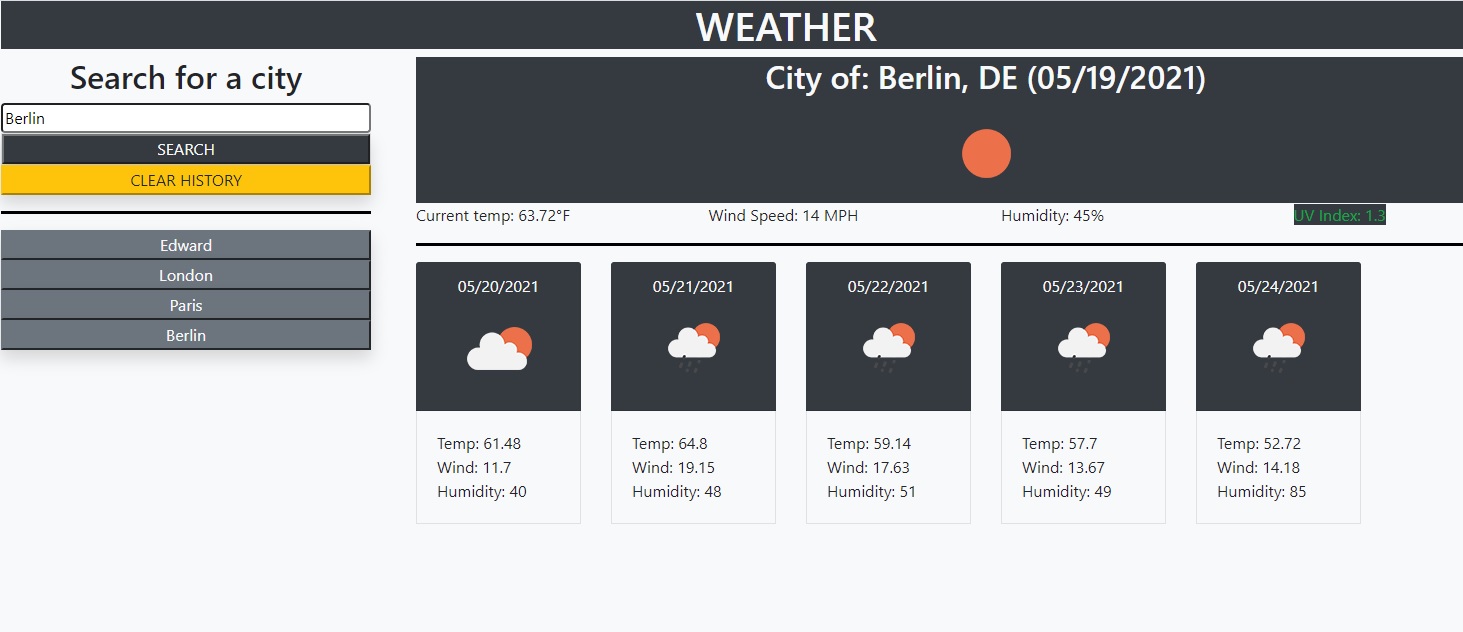 WEATHER
Search for a city
Berlin
SEARCH
CLEAR HISTORY
Edward
London
Paris
Berlin
City of: Berlin, DE (05/19/2021)
Current temp: 63.72°F Wind Speed: 14 MPH Humidity: 45% UV Index: 1.3
05/20/2021
Temp: 61.48
Wind: 11.7
Humidity: 40
05/21/2021
Temp: 64.8
Wind: 19.15
Humidity: 48
05/22/2021
Temp: 59.14
Wind: 17.63
Humidity: 51
05/23/2021
Temp: 57.7
Wind: 13.67
Humidity: 49
05/24/2021
Temp: 52.72
Wind: 14.18
Humidity: 85